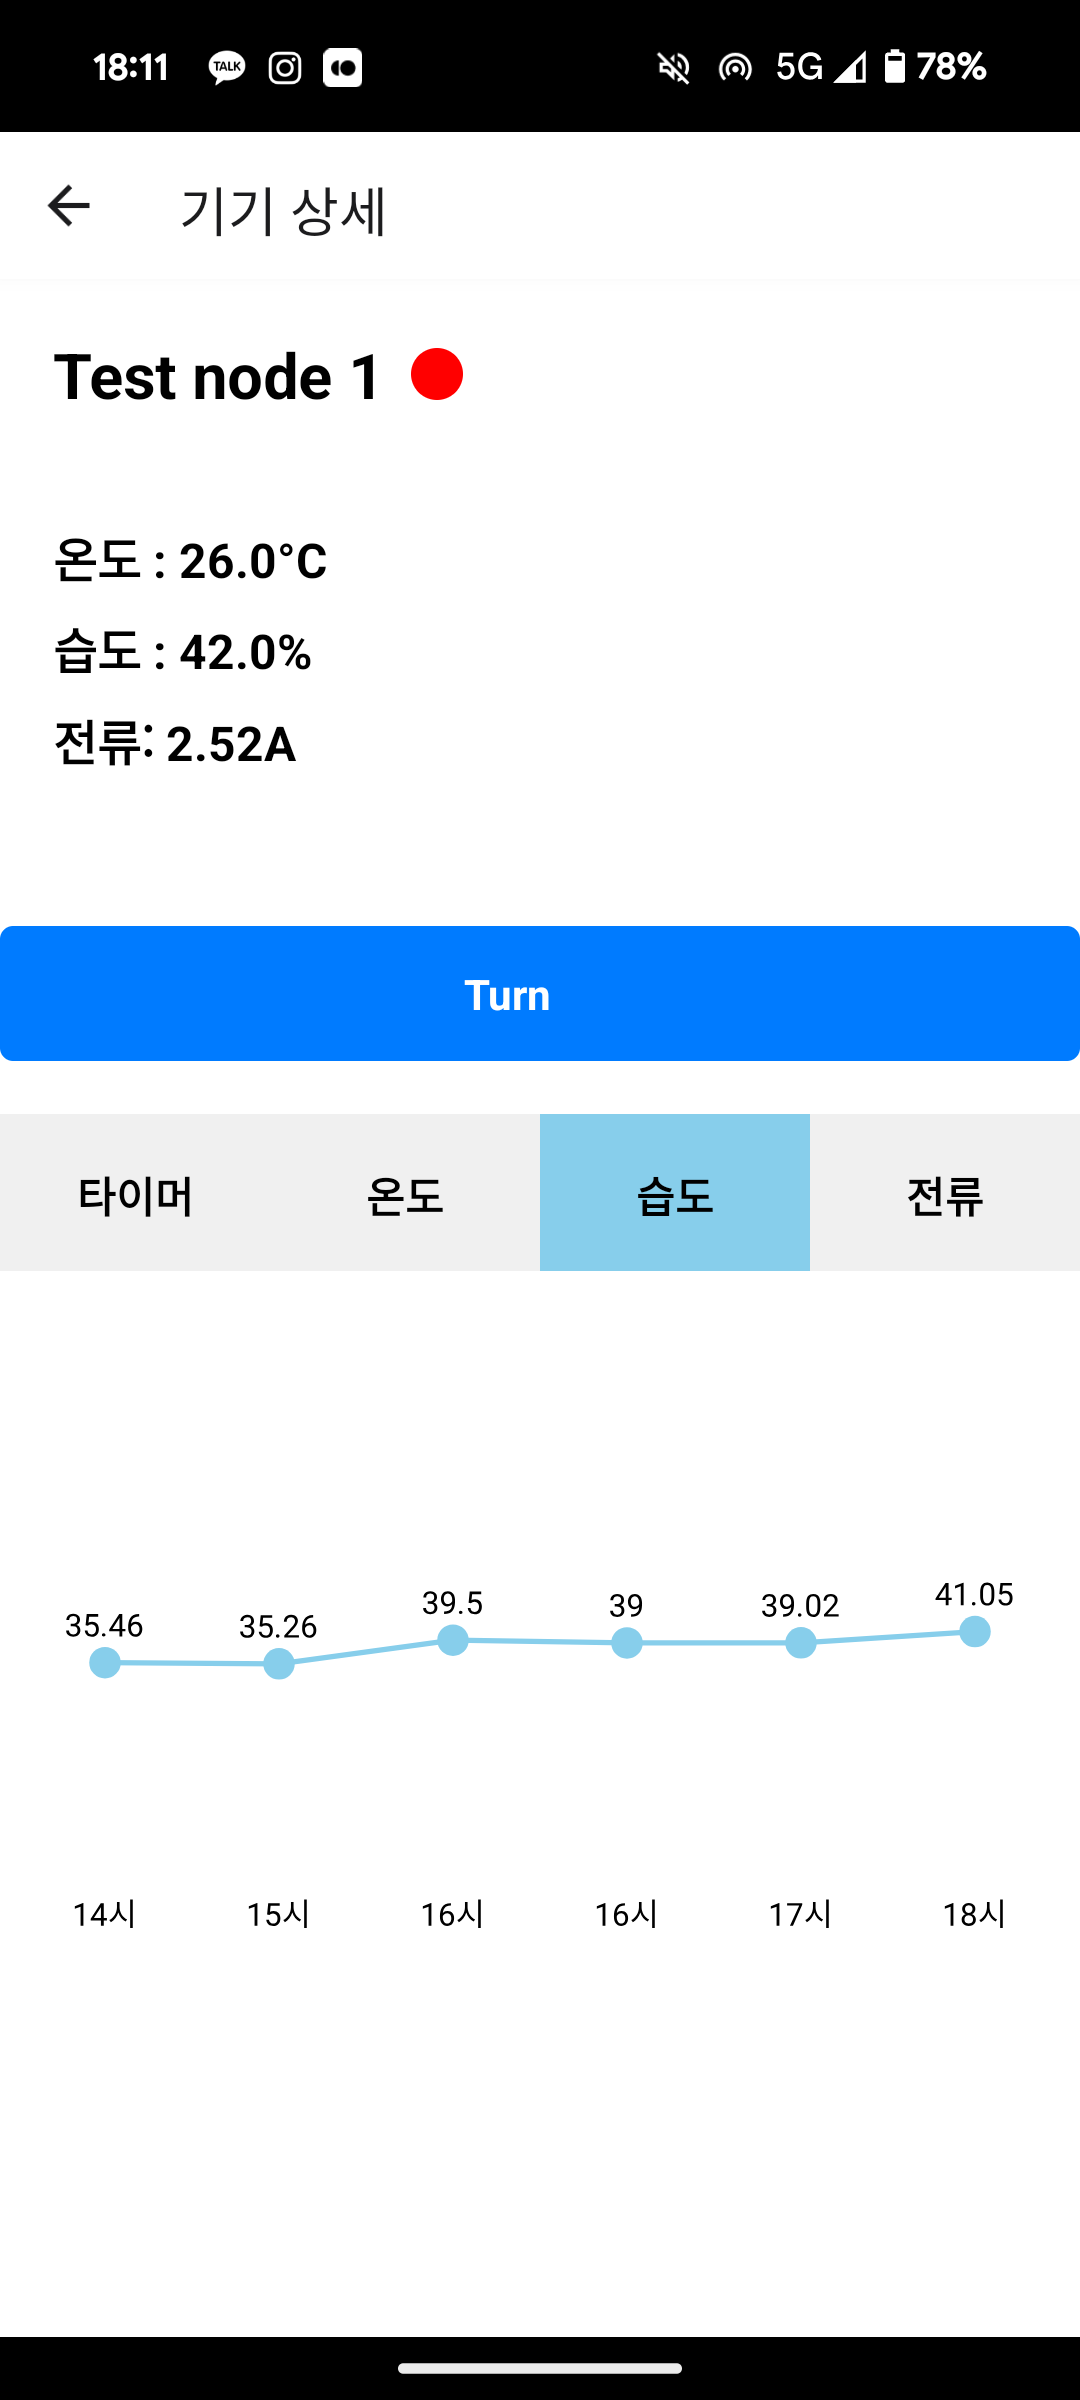 18:11 TALK 5G 78%
기기 상세
Test node 1
온도 : 26.0°C
습도 : 42.0%
전류: 2.52A
Turn
타이머 온도 습도 전류
35.46 35.26 39.5 39 39.02 41.05
14시 15시 16시 16시 17시 18시